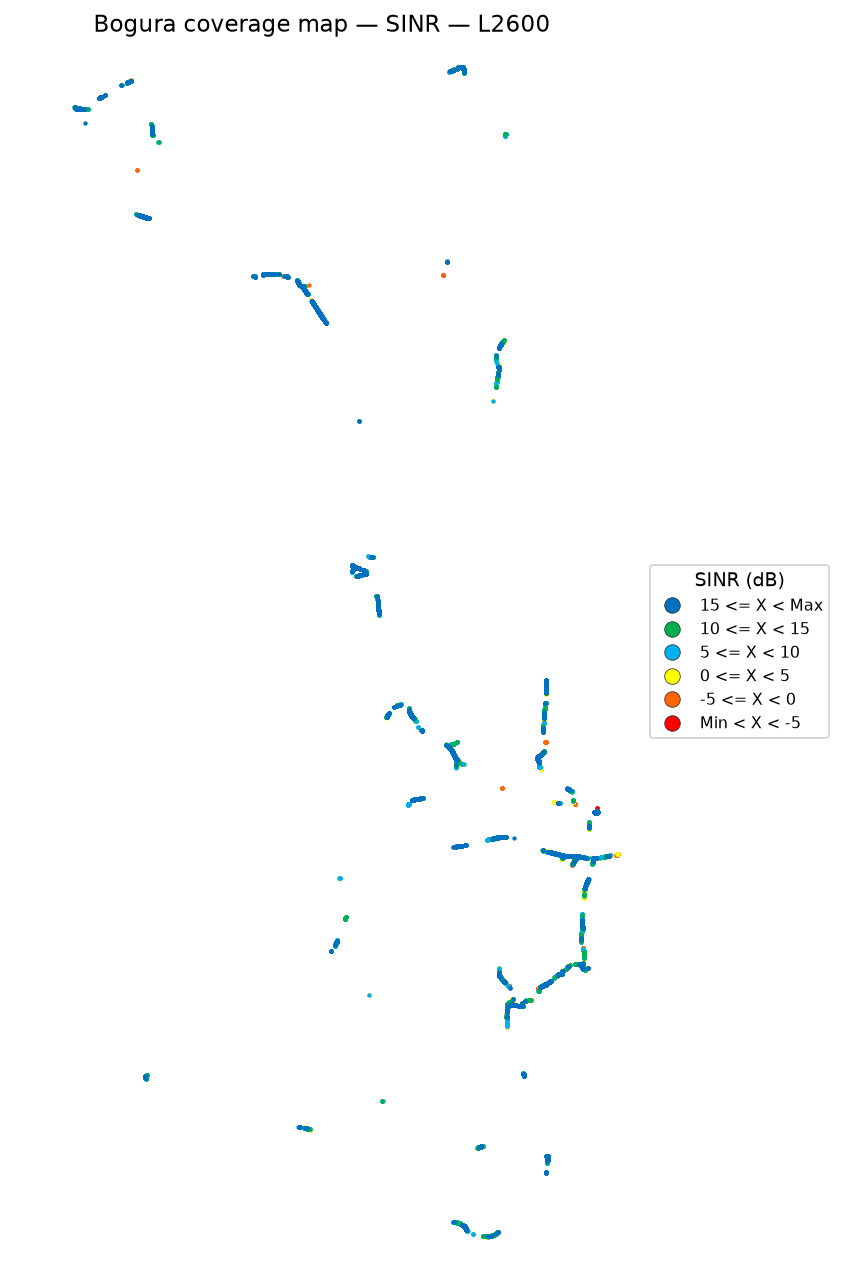 Bogura coverage map — SINR — L2600
SINR (dB)
15 <= X < Max
10 <= X < 15
5 <= X < 10
0 <= X < 5
-5 <= X < 0
Min < X < -5